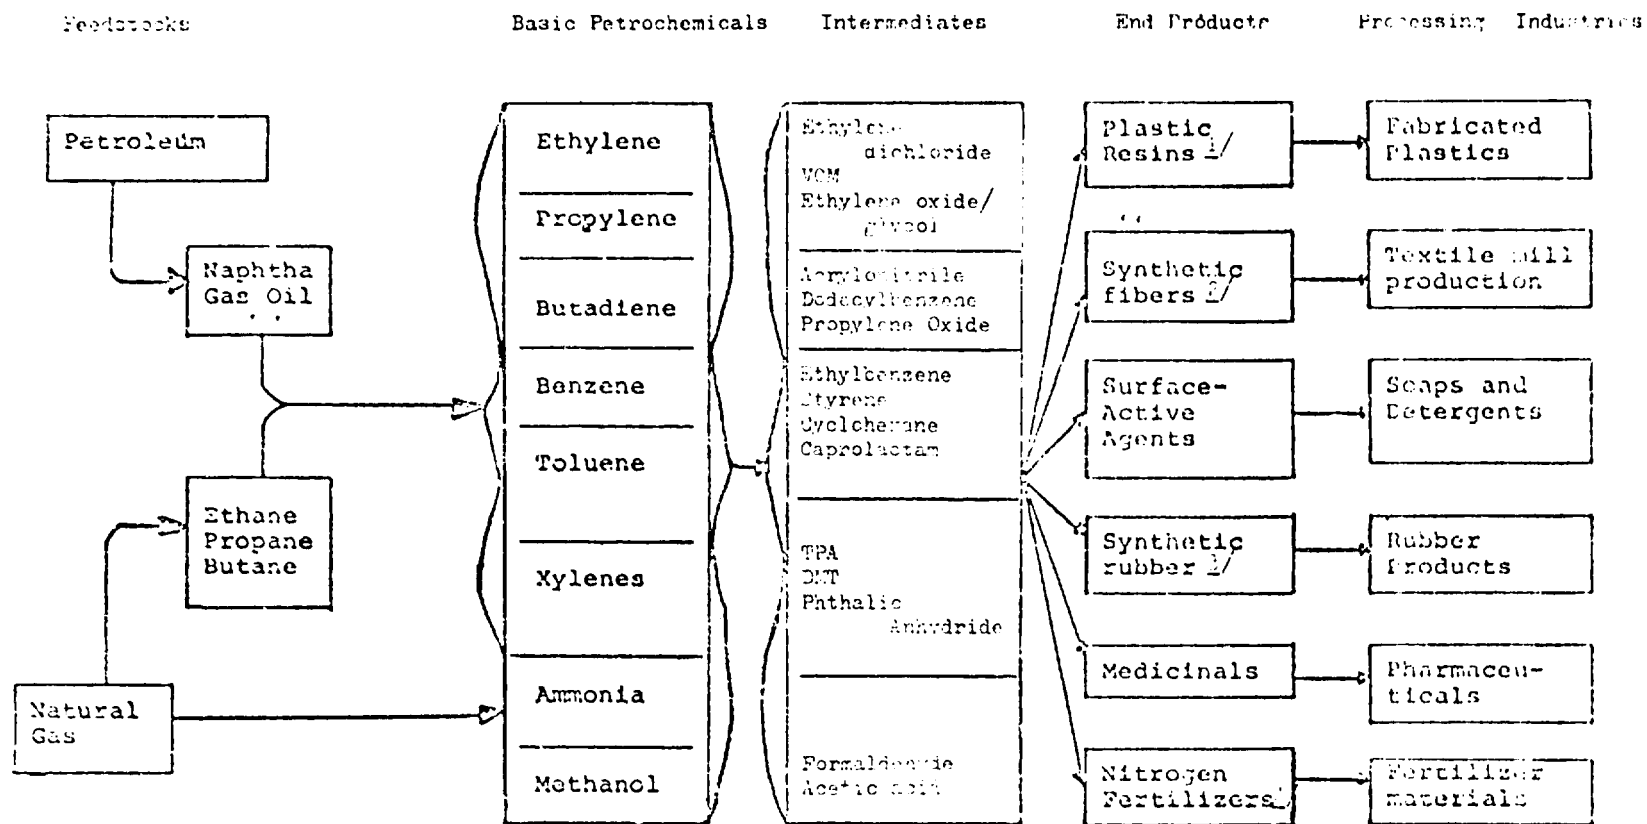 Feedstocks
Basic Petrochemicals
Intermediates
End Products
Processing Industries
Petroleum
Naphtha
Gas Oil
Ethane
Propane
Butane
Natural
Gas
Ethylene
Propylene
Butadiene
Benzene
Toluene
Xylenes
Ammonia
Methanol
Ethylene
dichloride
VCM
Ethylene oxide/
glycol
Acrylonitrile
Dodecylbenzene
Propylene Oxide
Ethylbenzene
Styrene
Cyclohexane
Caprolactam
TPA
DMT
Phthalic
Anhydride
Formaldehyde
Acetic acid
Plastic
Resins 1/
Synthetic
fibers 2/
Surface-
Active
Agents
Synthetic
rubber
Medicinals
Nitrogen
Fertilizers
Fabricated
Plastics
Textile mill
production
Soaps and
Detergents
Rubber
Products
Pharmaceu-
ticals
Fertilizer
materials